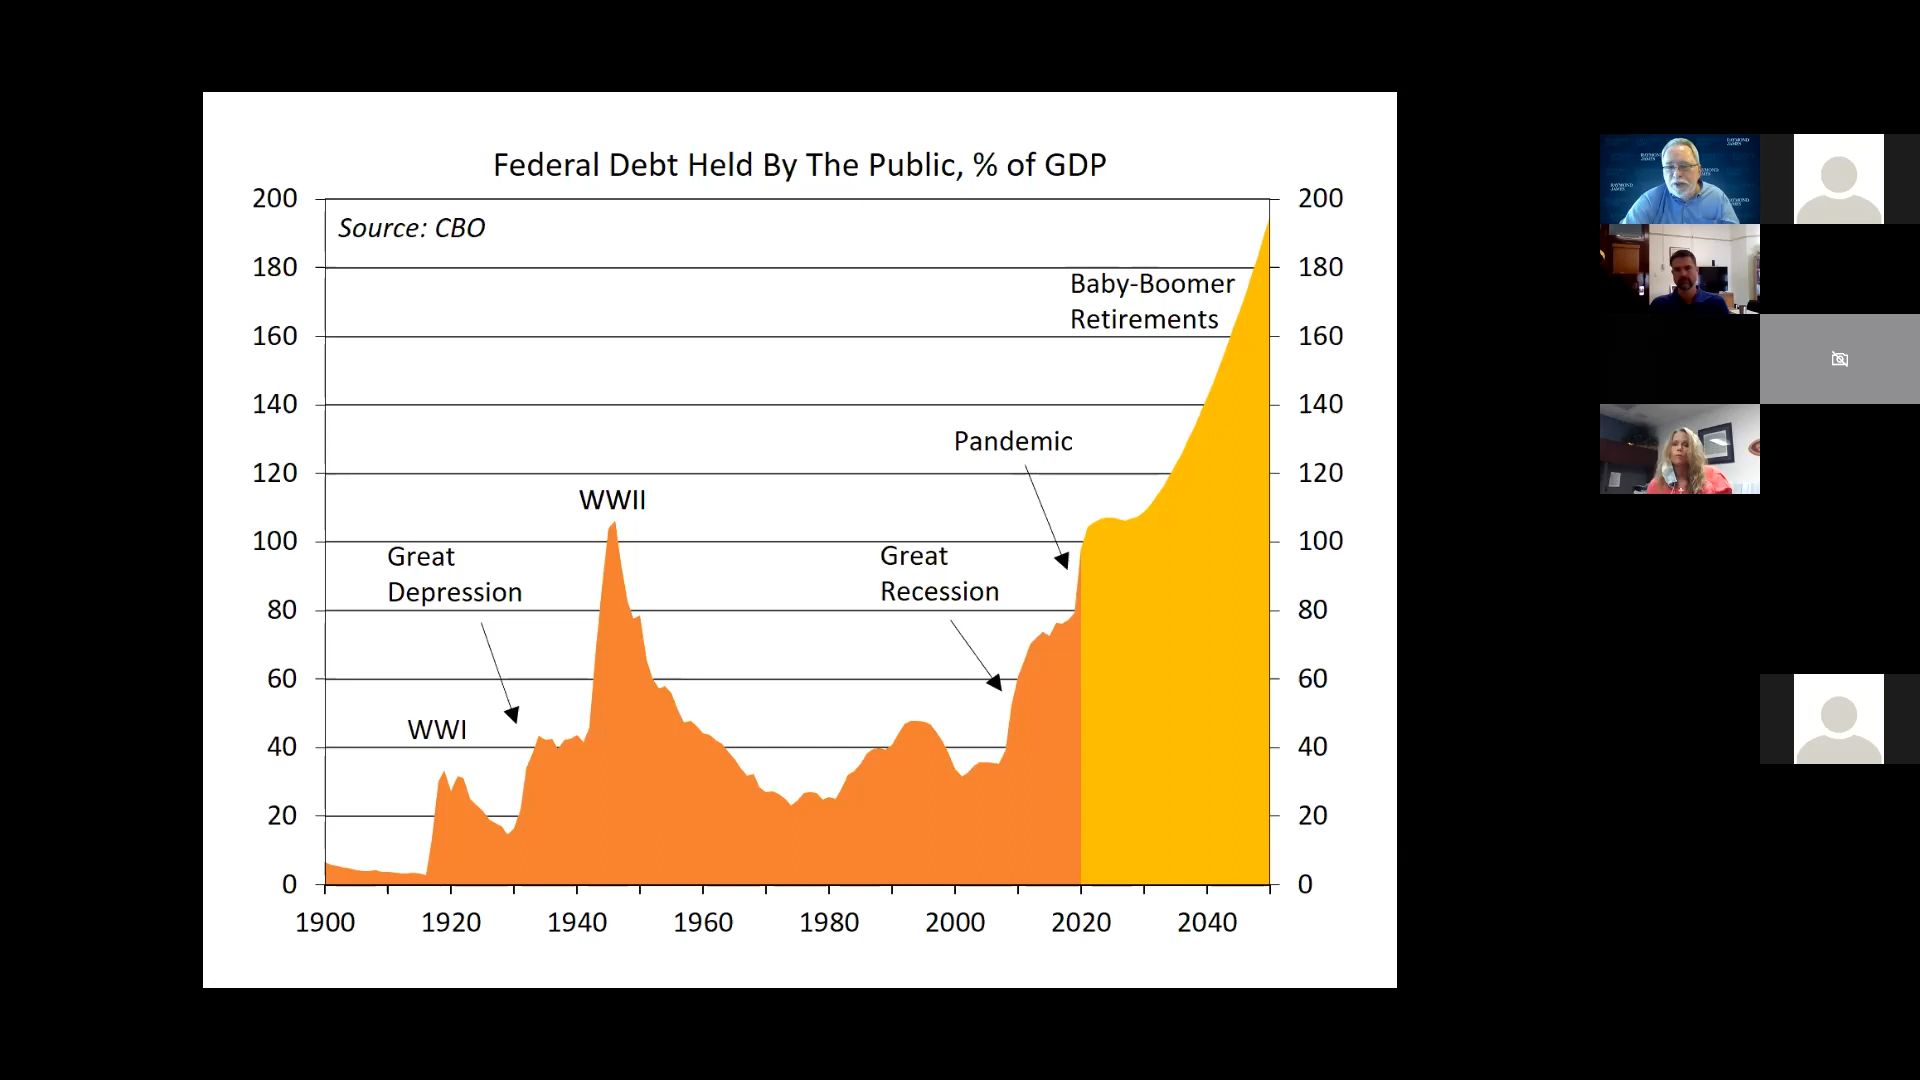 Federal Debt Held By The Public, % of GDP
200
200
Source: CBO
180
180
Baby-Boomer
Retirements
160
160
140
140
Pandemic
120
120
WWII
100
100
Great
Depression
Great
Recession
80
80
60
60
WWI
40
40
20
20
0
0
1900
1920
1940
1960
1980
2000
2020
2040
RAYMOND
JAMES